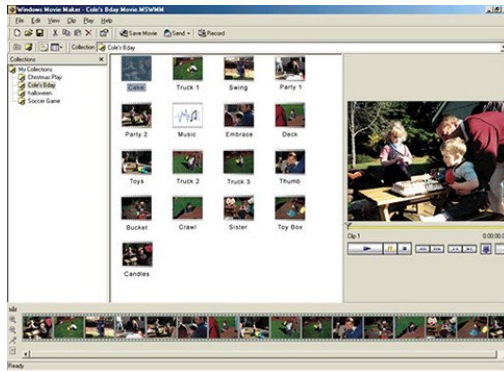 Windows Movie Maker - Cole's Bday Movie.MSWMM
File Edit View Clip Play Help
Save Movie Send Record
Collection: Cole's Bday
Collections
My Collections
Christmas Play
Cole's Bday
halloween
Soccer Game
Cake Truck 1 Swing Party 1
Party 2 Music Embrace Deck
Toys Truck 2 Truck 3 Thumb
Bucket Crawl Sister Toy Box
Candles
Clip 1
Ready